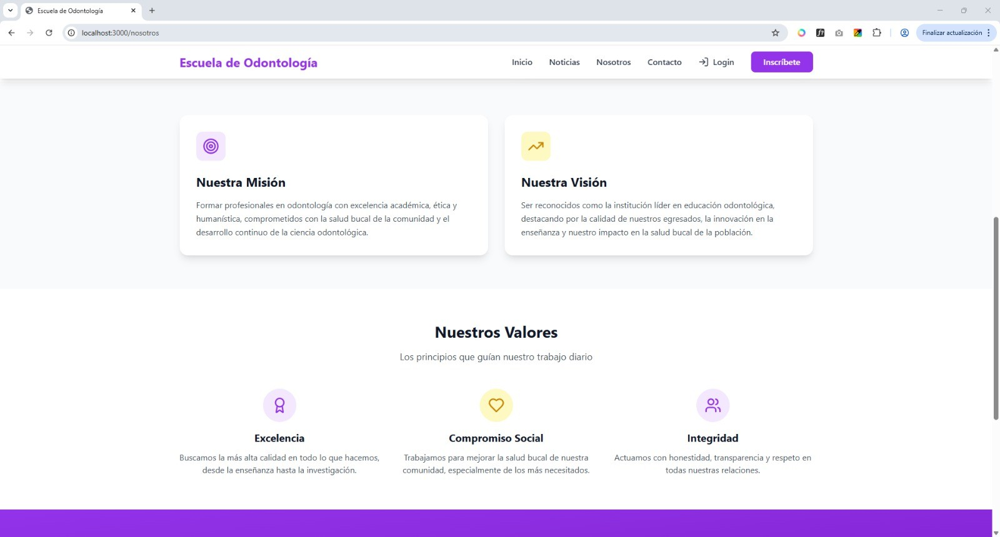 Escuela de Odontología
localhost:3000/nosotros
Finalizar actualización
Escuela de Odontología
Inicio
Noticias
Nosotros
Contacto
Login
Inscríbete
Nuestra Misión
Formar profesionales en odontología con excelencia académica, ética y
humanística, comprometidos con la salud bucal de la comunidad y el
desarrollo continuo de la ciencia odontológica.
Nuestra Visión
Ser reconocidos como la institución líder en educación odontológica,
destacando por la calidad de nuestros egresados, la innovación en la
enseñanza y nuestro impacto en la salud bucal de la población.
Nuestros Valores
Los principios que guían nuestro trabajo diario
Excelencia
Buscamos la más alta calidad en todo lo que hacemos,
desde la enseñanza hasta la investigación.
Compromiso Social
Trabajamos para mejorar la salud bucal de nuestra
comunidad, especialmente de los más necesitados.
Integridad
Actuamos con honestidad, transparencia y respeto en
todas nuestras relaciones.